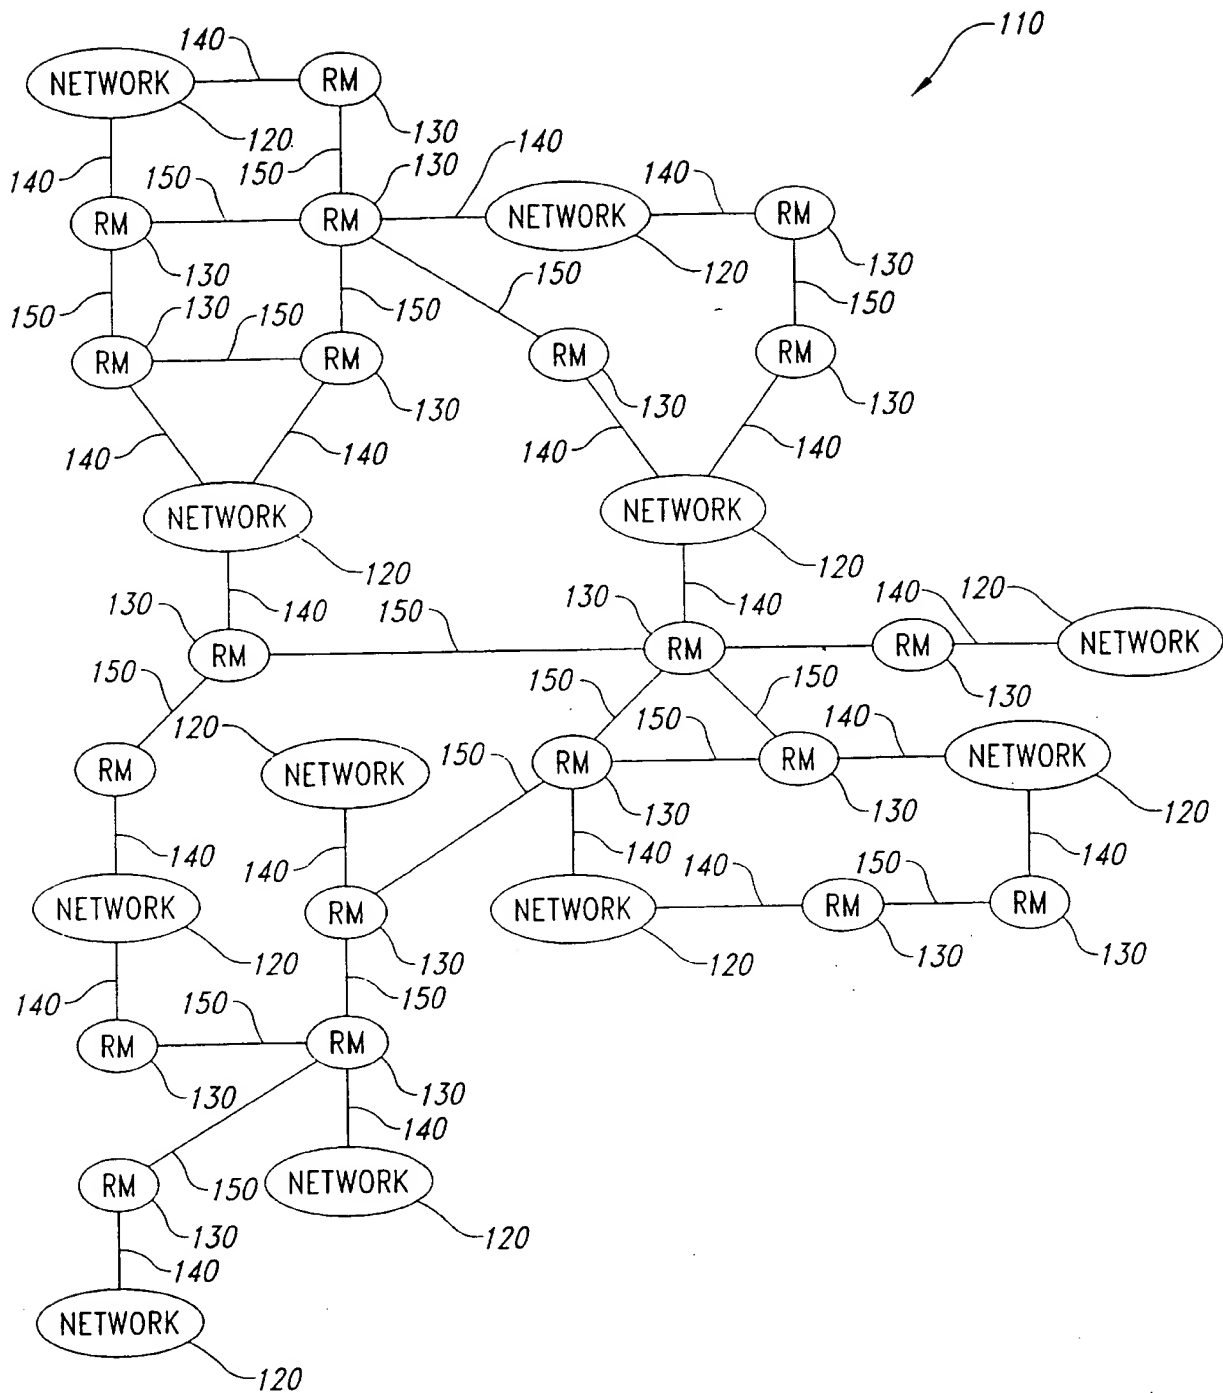 110
140
NETWORK RM
120 130
140 150 130 140
150 140
RM RM NETWORK RM
130 120 130
150 130 150 150 150 150
RM RM RM RM
130 130 130
140 140 140 140
NETWORK NETWORK
120 120
130 140 150 130 140 140 120
RM RM RM NETWORK
150 150 150 130
120 150 140
RM NETWORK 150 RM RM NETWORK
130 130 120
140 140 140 140 150 140
NETWORK RM NETWORK RM RM
120 130 120 130 130
140 150 150
RM RM
130 130
140
RM 150 NETWORK
130 120
140
NETWORK
120